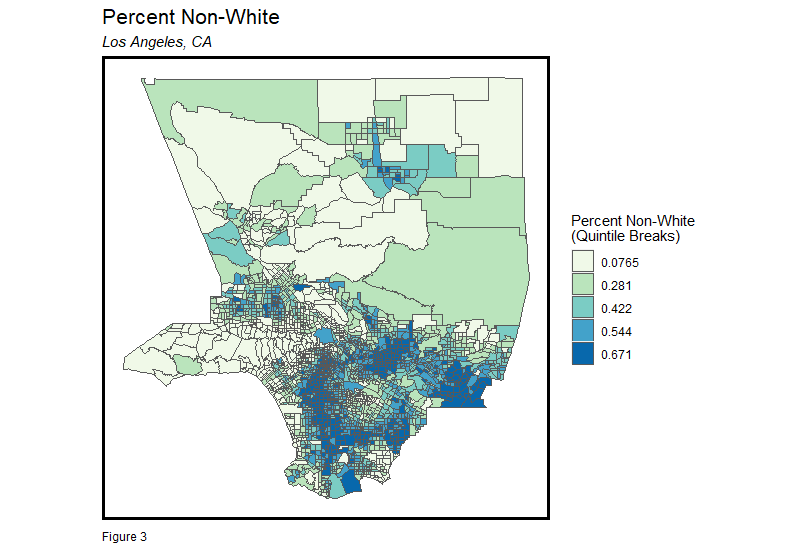 Percent Non-White
Los Angeles, CA
Percent Non-White
(Quintile Breaks)
0.0765
0.281
0.422
0.544
0.671
Figure 3